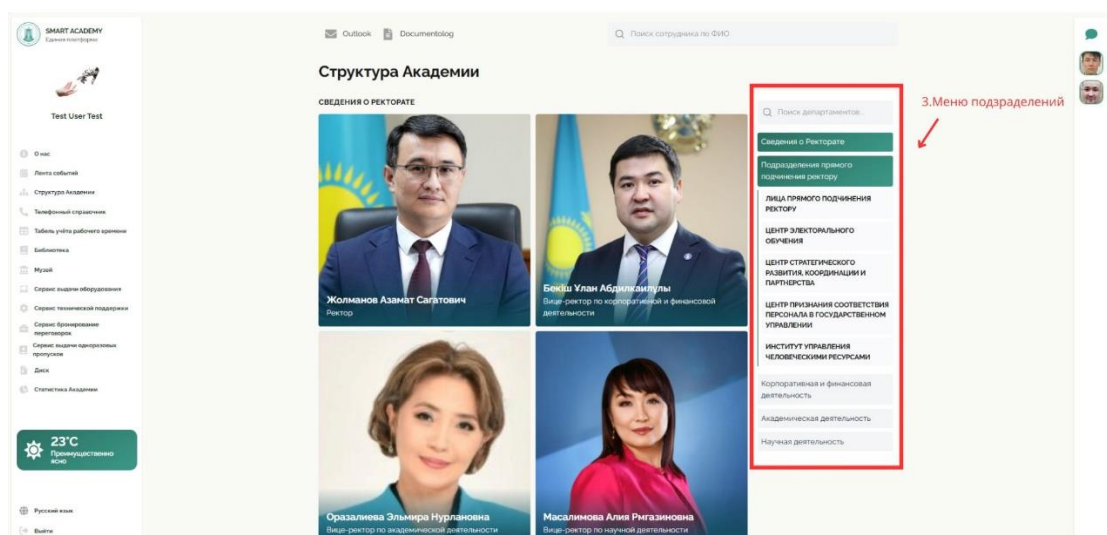 SMART ACADEMY
Единая платформа
Test User Test
О нас
Лента событий
Структура Академии
Телефонный справочник
Табель учёта рабочего времени
Библиотека
Музей
Сервис выдачи оборудования
Сервис технической поддержки
Сервис бронирование
переговорок
Сервис выдачи одноразовых
пропусков
Диск
Статистика Академии
23°C
Преимущественно
ясно
Русский язык
Выйти
Outlook Documentolog
Поиск сотрудника по ФИО
Структура Академии
СВЕДЕНИЯ О РЕКТОРАТЕ
Жолманов Азамат Сагатович
Ректор
Бекіш Ұлан Абдилкаилұлы
Вице-ректор по корпоративной и финансовой
деятельности
Оразалиева Эльмира Нурлановна
Вице-ректор по академической деятельности
Масалимова Алия Рмгазиновна
Вице-ректор по научной деятельности
Поиск департаментов...
Сведения о Ректорате
Подразделения прямого
подчинения ректору
ЛИЦА ПРЯМОГО ПОДЧИНЕНИЯ
РЕКТОРУ
ЦЕНТР ЭЛЕКТОРАЛЬНОГО
ОБУЧЕНИЯ
ЦЕНТР СТРАТЕГИЧЕСКОГО
РАЗВИТИЯ, КООРДИНАЦИИ И
ПАРТНЕРСТВА
ЦЕНТР ПРИЗНАНИЯ СООТВЕТСТВИЯ
ПЕРСОНАЛА В ГОСУДАРСТВЕННОМ
УПРАВЛЕНИИ
ИНСТИТУТ УПРАВЛЕНИЯ
ЧЕЛОВЕЧЕСКИМИ РЕСУРСАМИ
Корпоративная и финансовая
деятельность
Академическая деятельность
Научная деятельность
3.Меню подзраделений